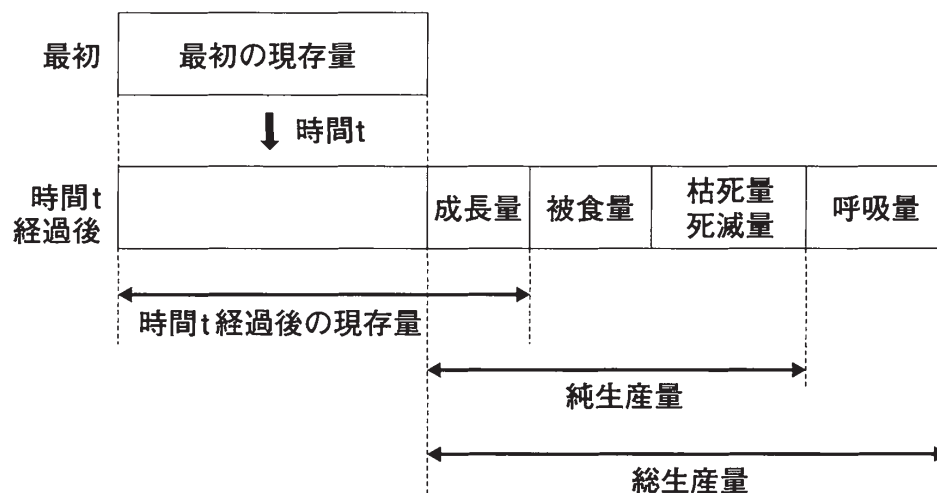 最初
最初の現存量
時間t
時間t
経過後
成長量
被食量
枯死量
死滅量
呼吸量
時間t経過後の現存量
純生産量
総生産量